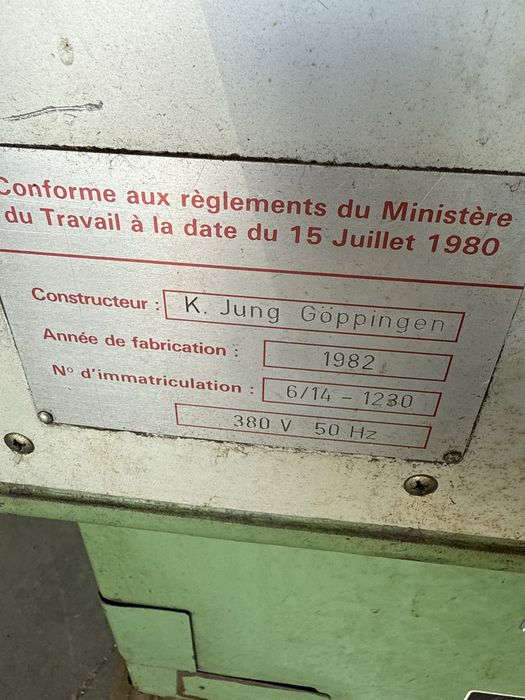 Conforme aux règlements du Ministère
du Travail à la date du 15 Juillet 1980
Constructeur : K. Jung Göppingen
Année de fabrication : 1982
Nº d'immatriculation : 6/14 - 1230
380 V 50 Hz